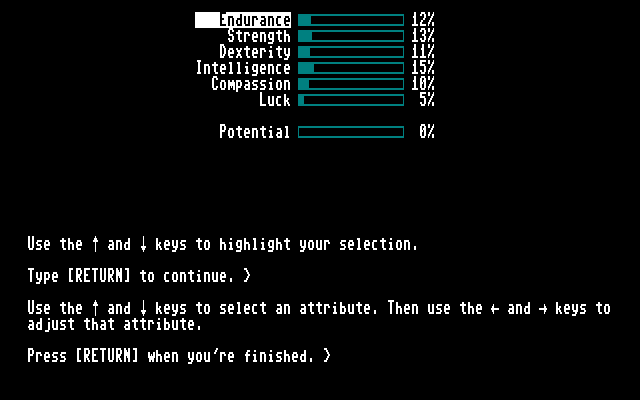 Endurance 12%
Strength 13%
Dexterity 11%
Intelligence 15%
Compassion 10%
Luck 5%
Potential 0%
Use the ↑ and ↓ keys to highlight your selection.
Type [RETURN] to continue. >
Use the ↑ and ↓ keys to select an attribute. Then use the ← and → keys to
adjust that attribute.
Press [RETURN] when you're finished. >